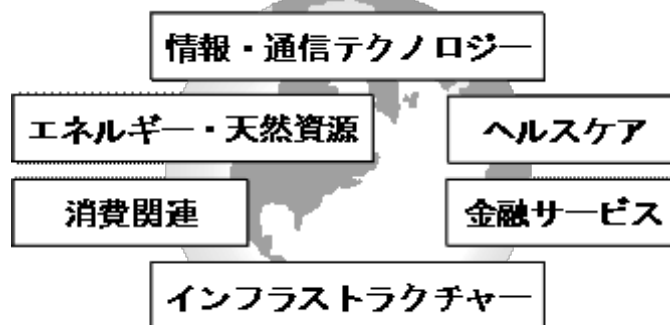 情報・通信テクノロジー
エネルギー・天然資源
ヘルスケア
消費関連
金融サービス
インフラストラクチャー